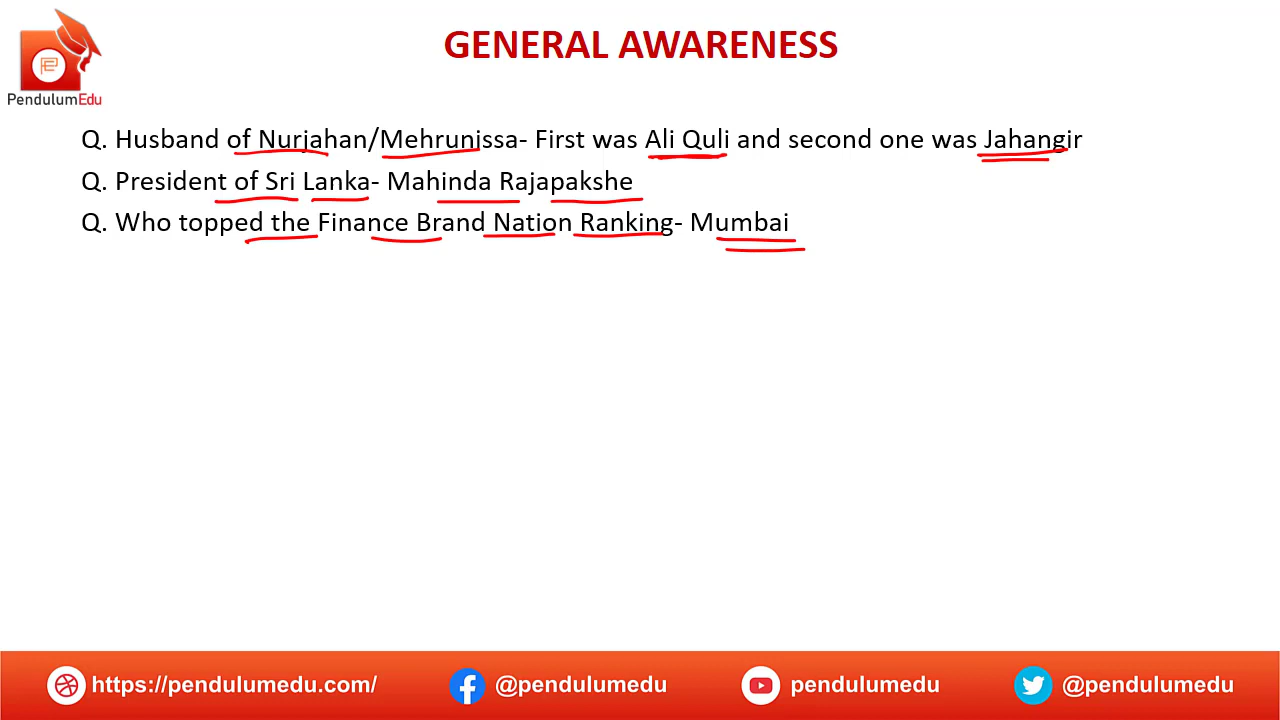 GENERAL AWARENESS
PendulumEdu
Q. Husband of Nurjahan/Mehrunissa- First was Ali Quli and second one was Jahangir
Q. President of Sri Lanka- Mahinda Rajapakshe
Q. Who topped the Finance Brand Nation Ranking- Mumbai
https://pendulumedu.com/ @pendulumedu pendulumedu @pendulumedu